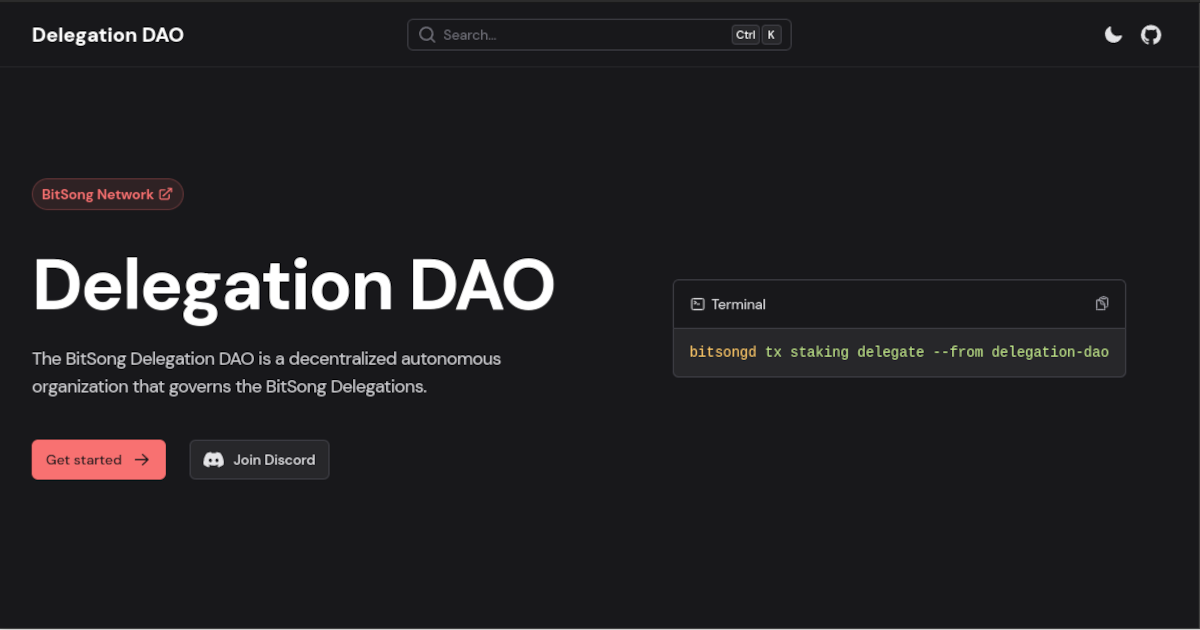 Delegation DAO
Search...
Ctrl K
BitSong Network
Delegation DAO
The BitSong Delegation DAO is a decentralized autonomous
organization that governs the BitSong Delegations.
Get started
Join Discord
Terminal
bitsongd tx staking delegate --from delegation-dao